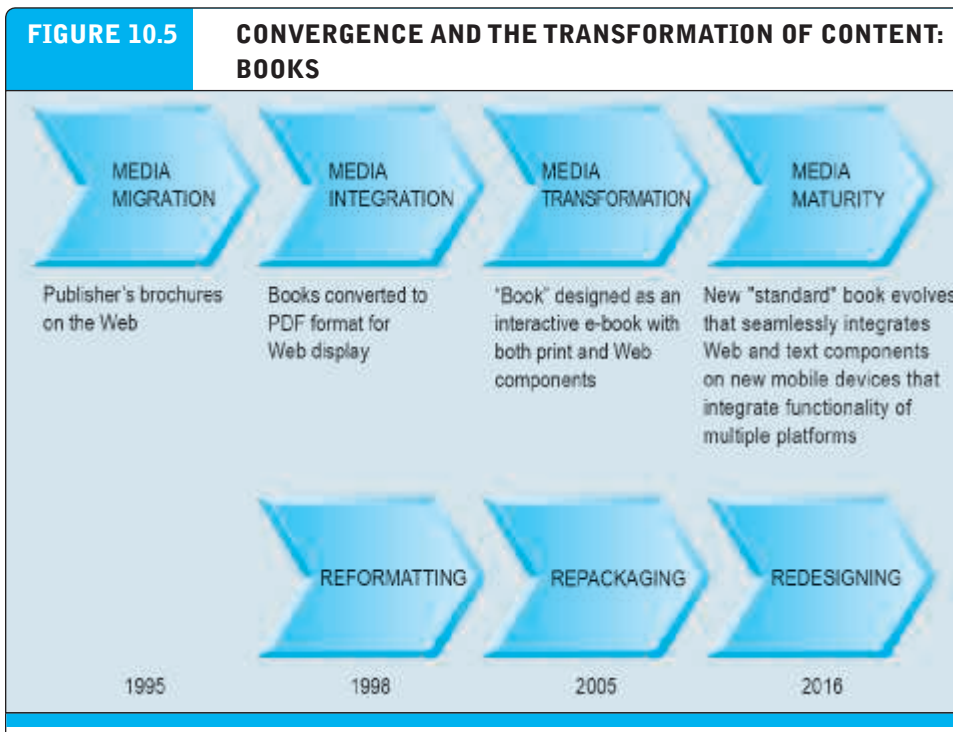 FIGURE 10.5
CONVERGENCE AND THE TRANSFORMATION OF CONTENT:
BOOKS
MEDIA
MIGRATION
MEDIA
INTEGRATION
MEDIA
TRANSFORMATION
MEDIA
MATURITY
Publisher's brochures
on the Web
Books converted to
PDF format for
Web display
"Book" designed as an
interactive e-book with
both print and Web
components
New "standard" book evolves
that seamlessly integrates
Web and text components
on new mobile devices that
integrate functionality of
multiple platforms
REFORMATTING
REPACKAGING
REDESIGNING
1995
1998
2005
2016